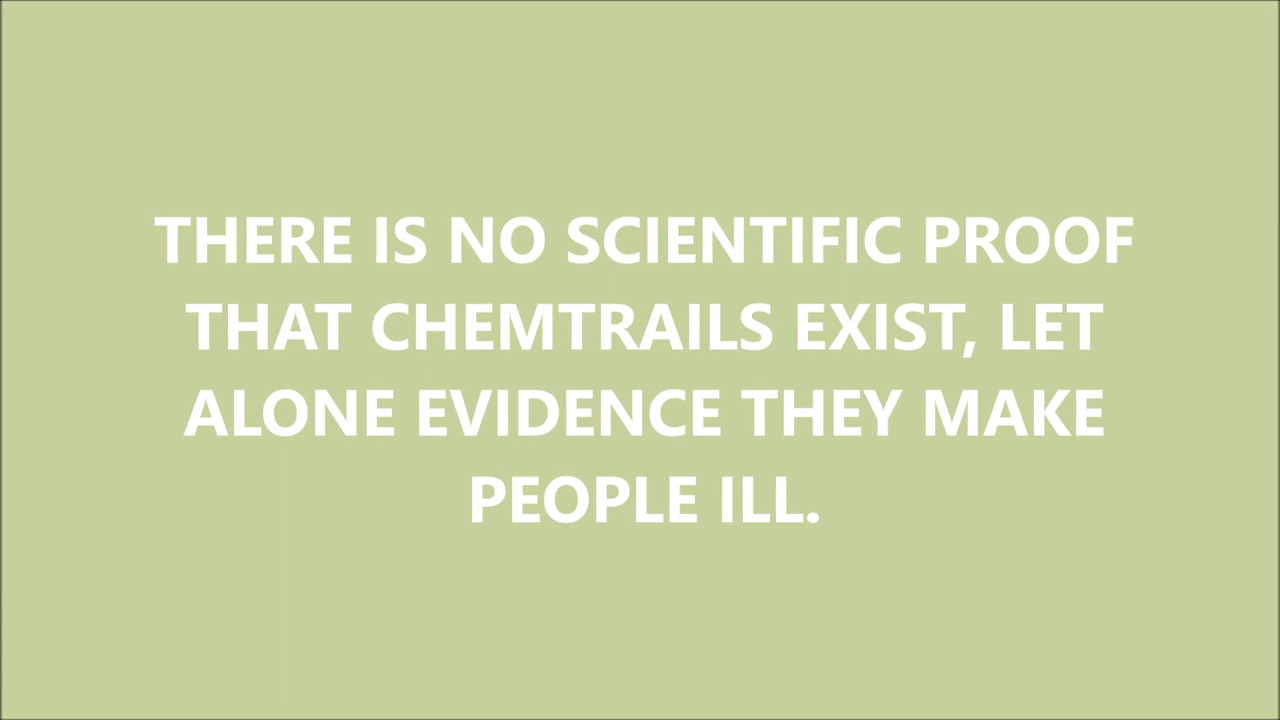 THERE IS NO SCIENTIFIC PROOF
THAT CHEMTRAILS EXIST, LET
ALONE EVIDENCE THEY MAKE
PEOPLE ILL.